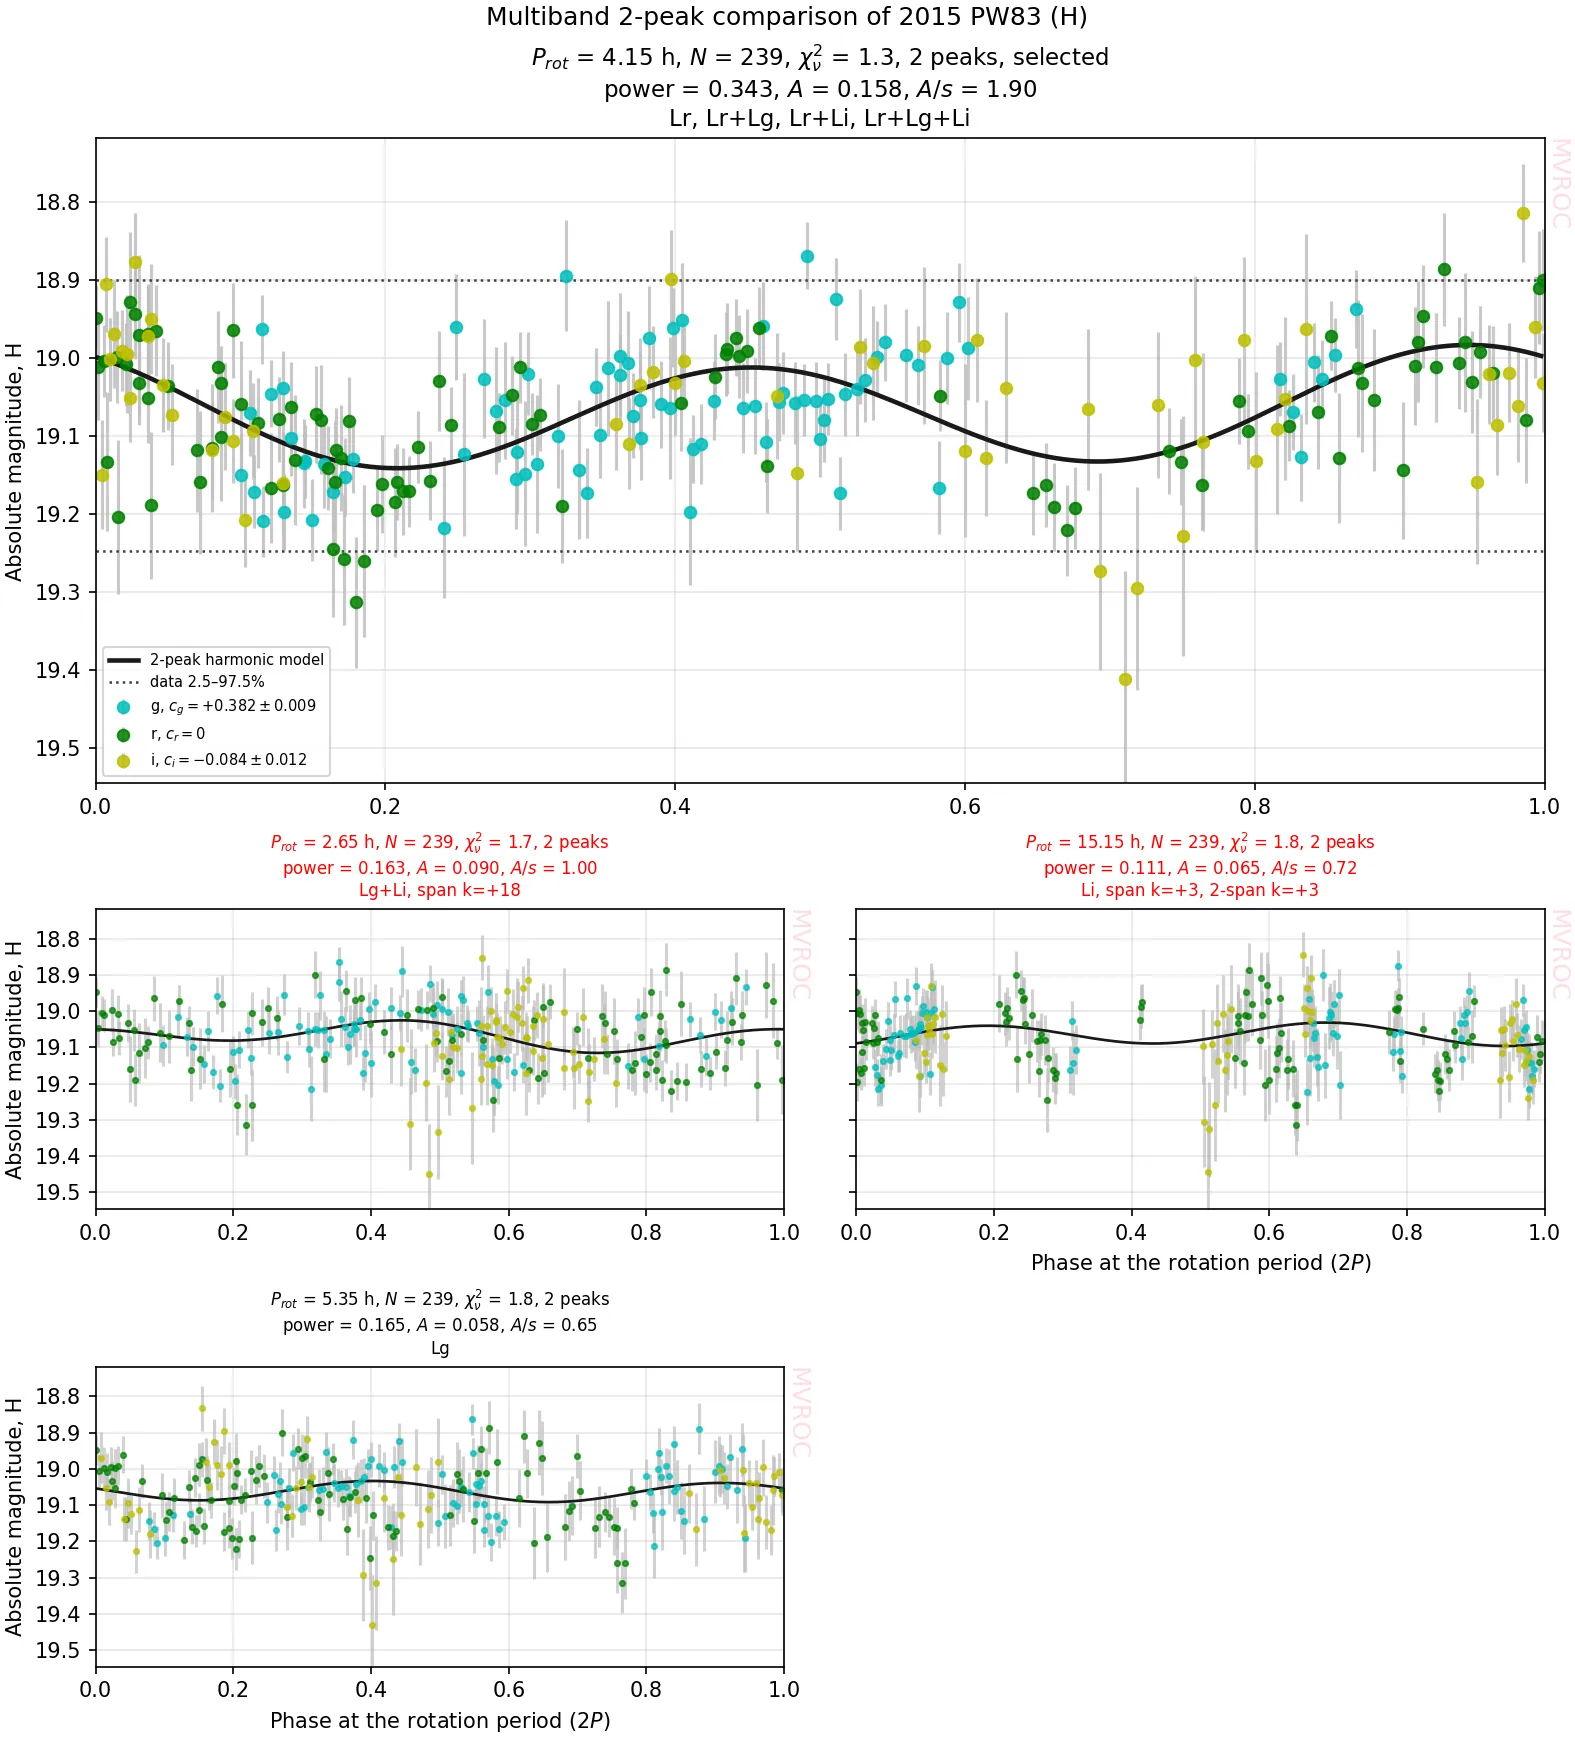 Multiband 2-peak comparison of 2015 PW83 (H)
P_rot = 4.15 h, N = 239, χ²_ν = 1.3, 2 peaks, selected
power = 0.343, A = 0.158, A/s = 1.90
Lr, Lr+Lg, Lr+Li, Lr+Lg+Li
MVROC
Absolute magnitude, H
18.8
18.9
19.0
19.1
19.2
19.3
19.4
19.5
2-peak harmonic model
data 2.5–97.5%
g, c_g = +0.382 ± 0.009
r, c_r = 0
i, c_i = −0.084 ± 0.012
0.0 0.2 0.4 0.6 0.8 1.0
P_rot = 2.65 h, N = 239, χ²_ν = 1.7, 2 peaks
power = 0.163, A = 0.090, A/s = 1.00
Lg+Li, span k=+18
MVROC
Absolute magnitude, H
18.8
18.9
19.0
19.1
19.2
19.3
19.4
19.5
0.0 0.2 0.4 0.6 0.8 1.0
P_rot = 15.15 h, N = 239, χ²_ν = 1.8, 2 peaks
power = 0.111, A = 0.065, A/s = 0.72
Li, span k=+3, 2-span k=+3
MVROC
0.0 0.2 0.4 0.6 0.8 1.0
Phase at the rotation period (2P)
P_rot = 5.35 h, N = 239, χ²_ν = 1.8, 2 peaks
power = 0.165, A = 0.058, A/s = 0.65
Lg
MVROC
Absolute magnitude, H
18.8
18.9
19.0
19.1
19.2
19.3
19.4
19.5
0.0 0.2 0.4 0.6 0.8 1.0
Phase at the rotation period (2P)